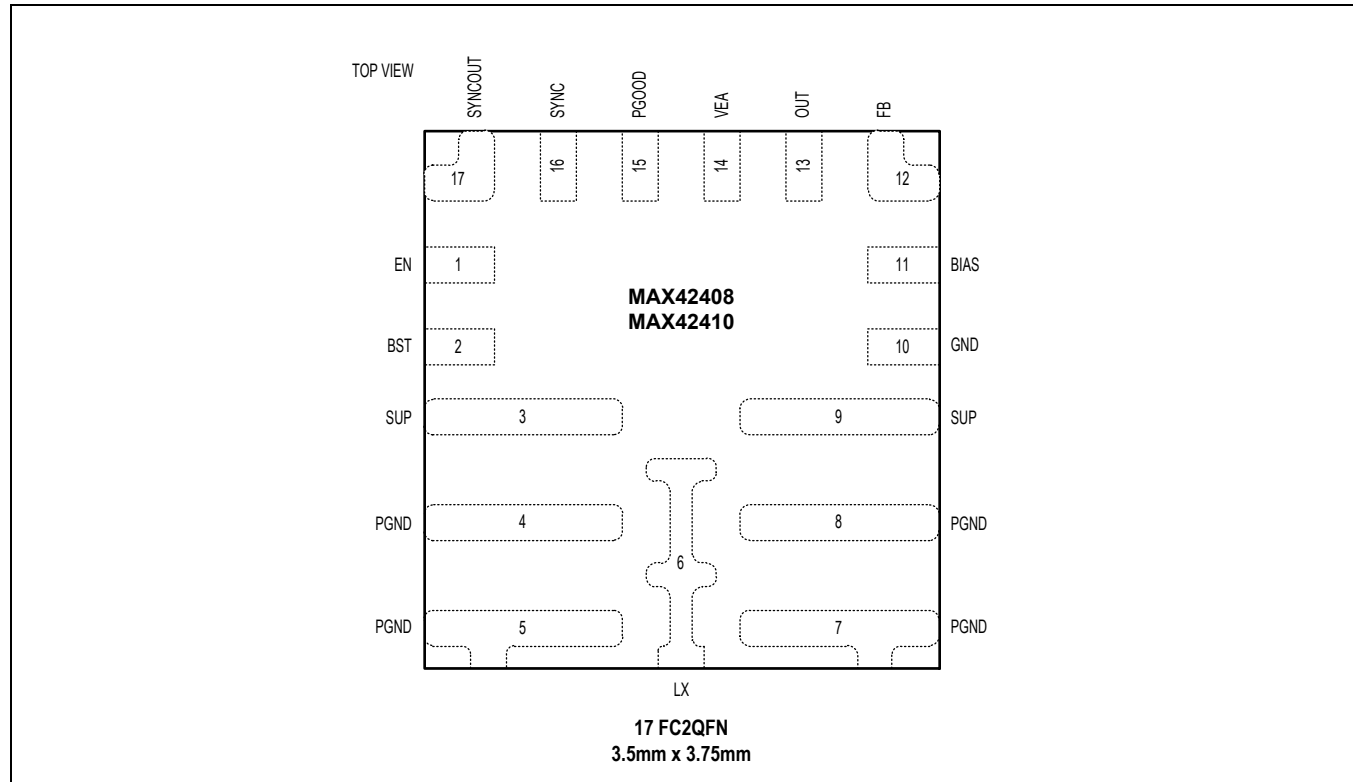 TOP VIEW
SYNCOUT
SYNC
PGOOD
VEA
OUT
FB
17
16
15
14
13
12
EN
1
11
BIAS
MAX42408
MAX42410
BST
2
10
GND
SUP
3
9
SUP
PGND
4
8
PGND
6
PGND
5
7
PGND
LX
17 FC2QFN
3.5mm x 3.75mm